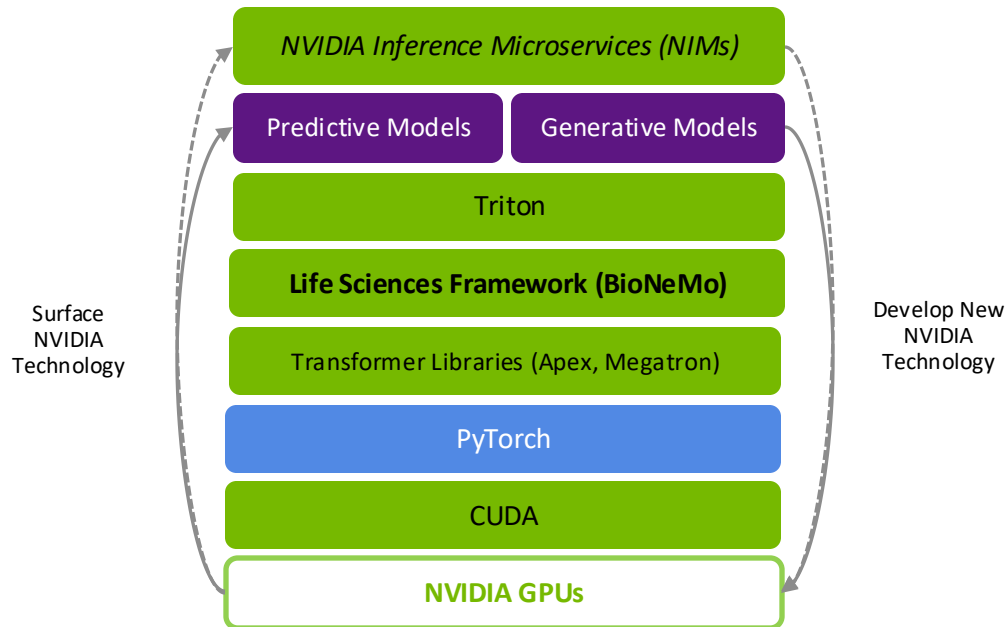 NVIDIA Inference Microservices (NIMs)
Predictive Models
Generative Models
Triton
Life Sciences Framework (BioNeMo)
Surface
NVIDIA
Technology
Develop New
NVIDIA
Technology
Transformer Libraries (Apex, Megatron)
PyTorch
CUDA
NVIDIA GPUs